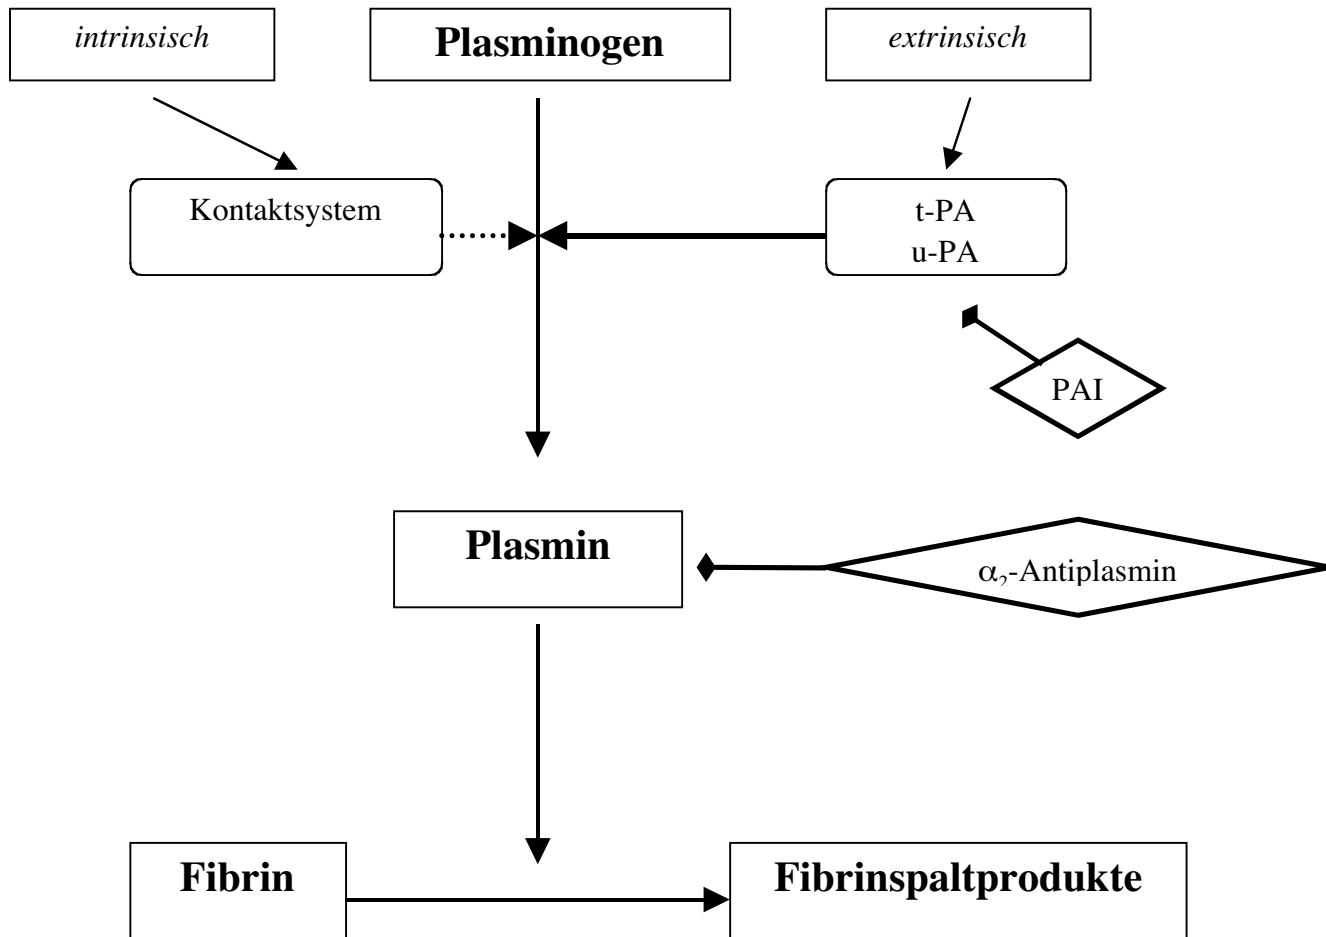 intrinsisch
Plasminogen
extrinsisch
Kontaktsystem
t-PA
u-PA
PAI
Plasmin
α₂-Antiplasmin
Fibrin
Fibrinspaltprodukte